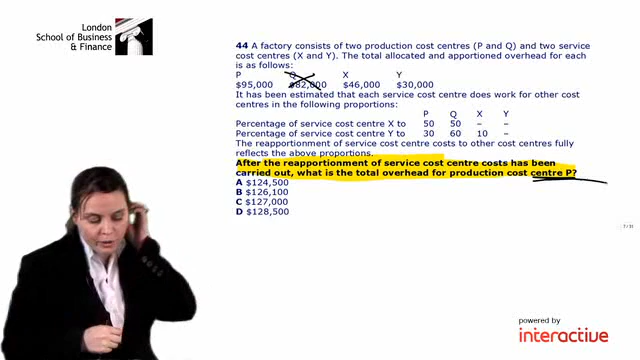 London
School of Business
& Finance
44 A factory consists of two production cost centres (P and Q) and two service
cost centres (X and Y). The total allocated and apportioned overhead for each
is as follows:
P Q X Y
$95,000 $82,000 $46,000 $30,000
It has been estimated that each service cost centre does work for other cost
centres in the following proportions:
P Q X Y
Percentage of service cost centre X to 50 50 – –
Percentage of service cost centre Y to 30 60 10 –
The reapportionment of service cost centre costs to other cost centres fully
reflects the above proportions.
After the reapportionment of service cost centre costs has been
carried out, what is the total overhead for production cost centre P?
A $124,500
B $126,100
C $127,000
D $128,500
7 / 31
powered by
interactive